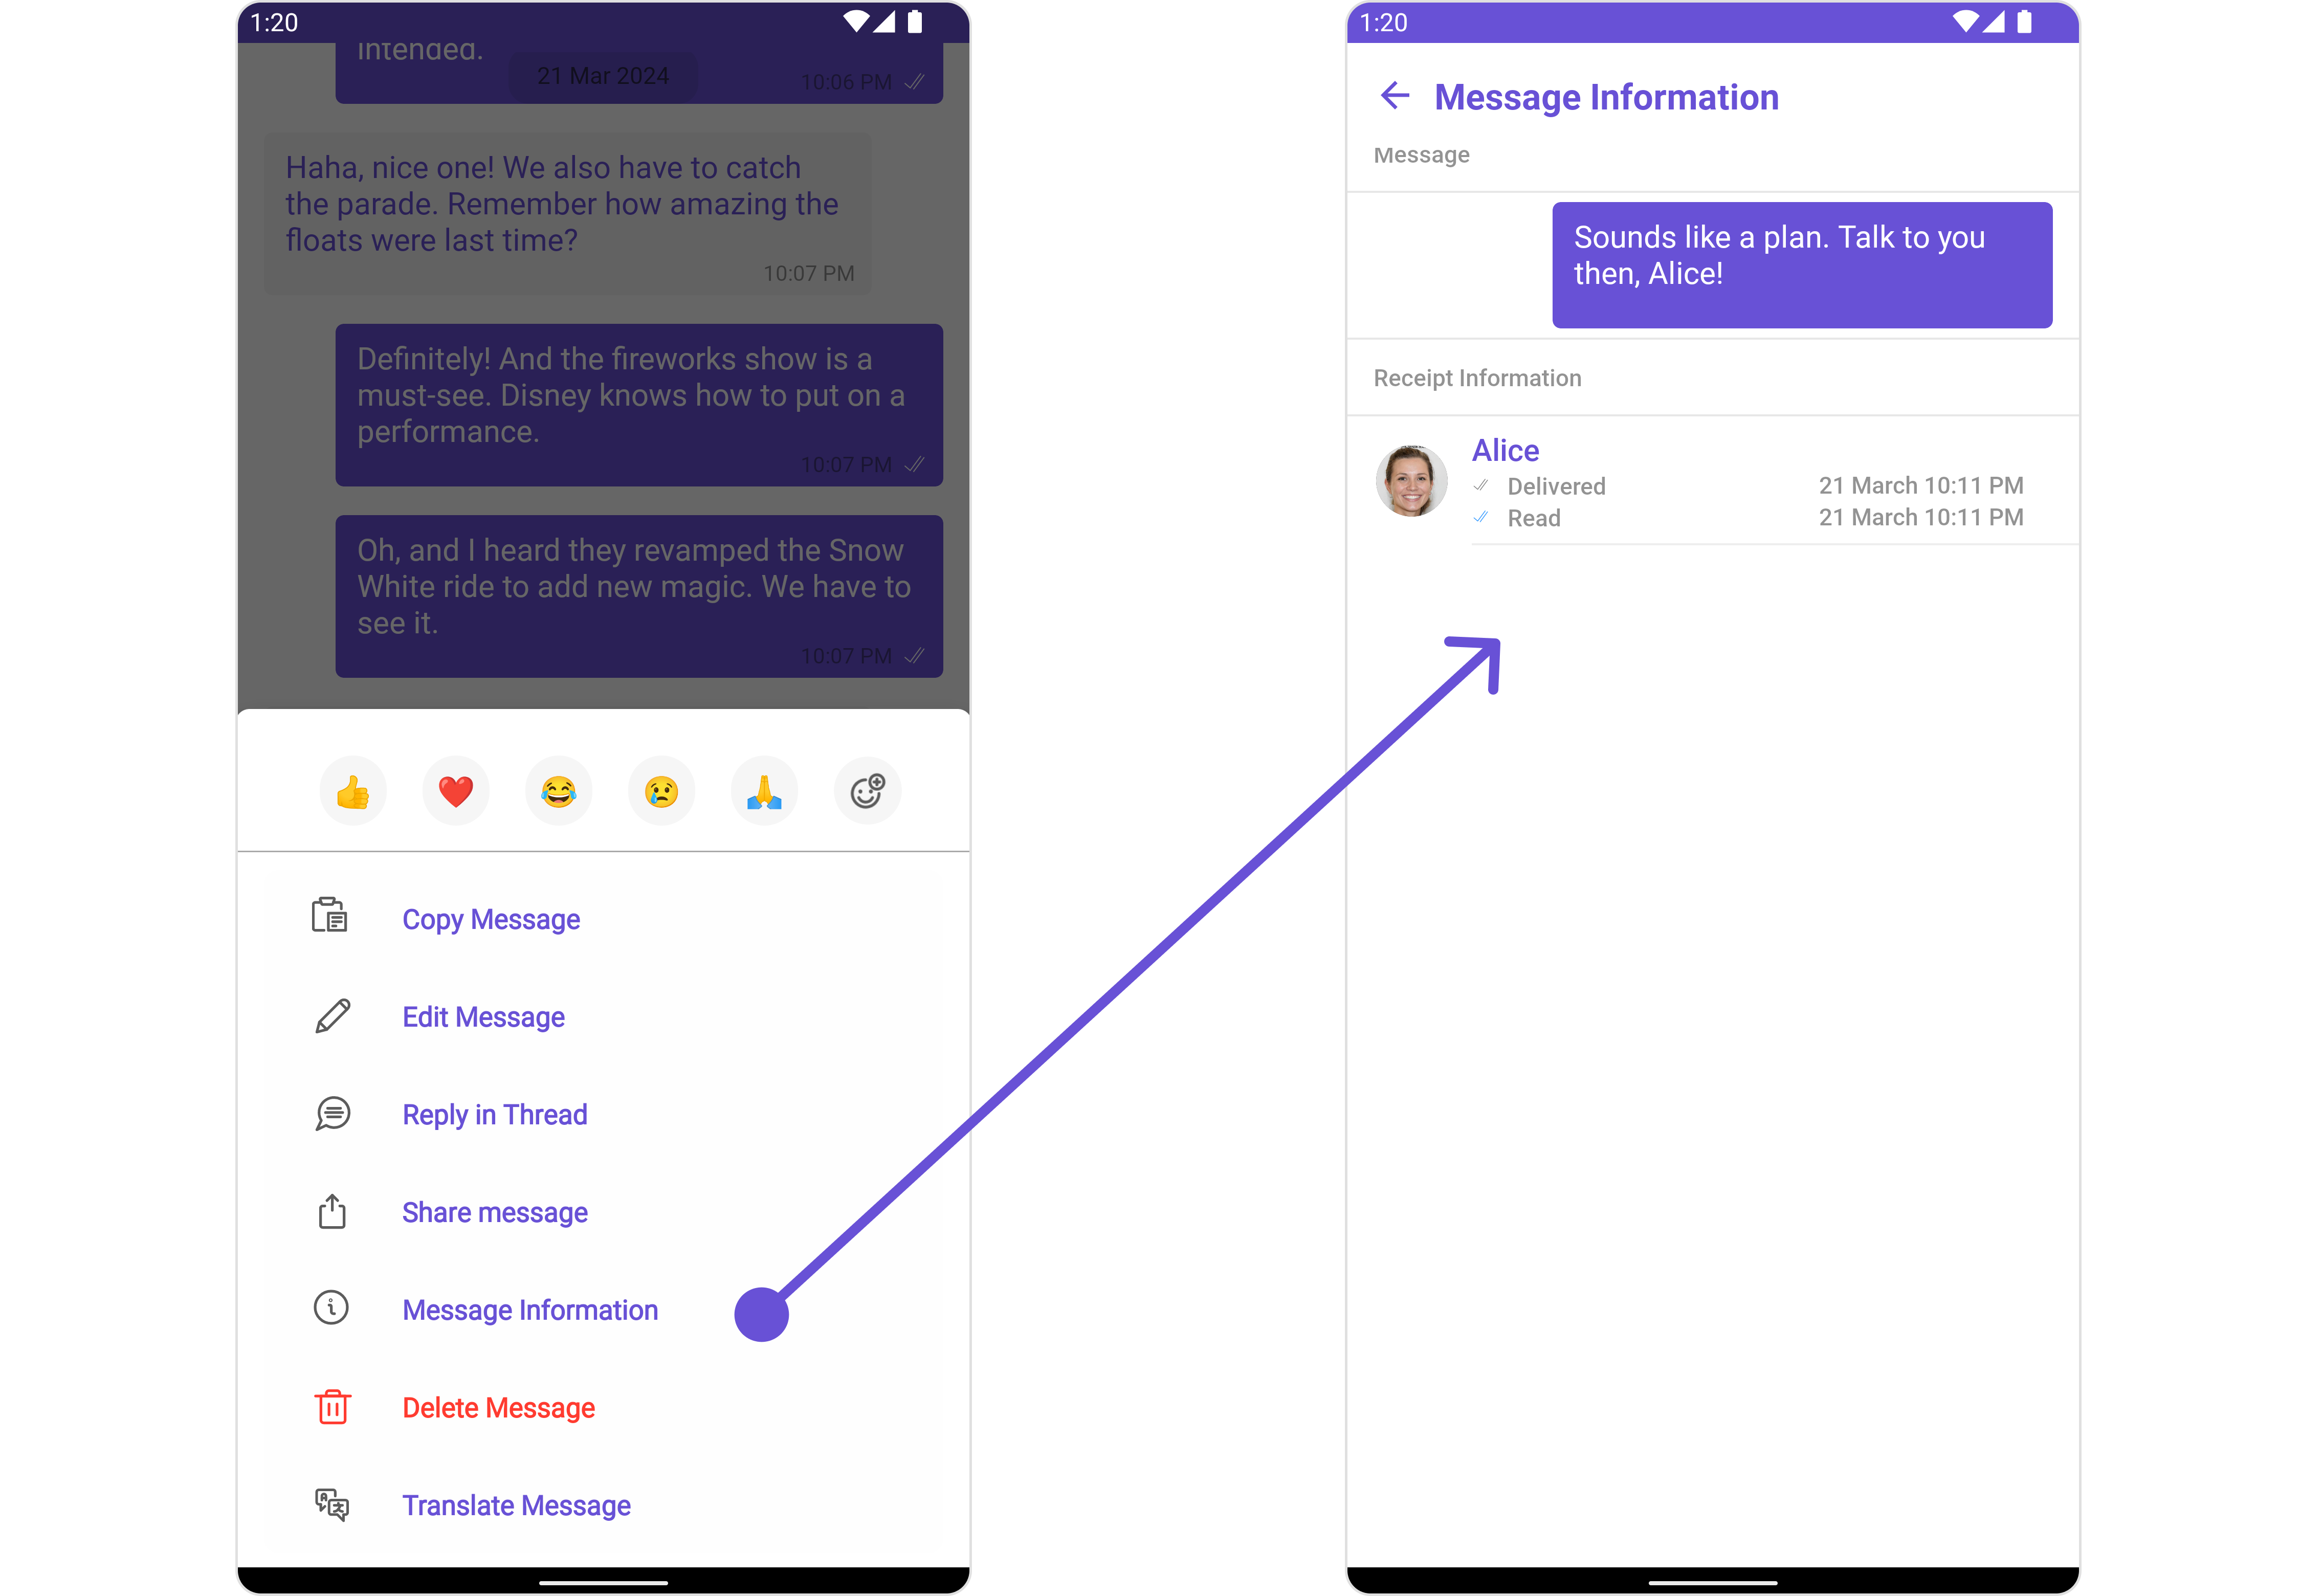 1:20
intended.
21 Mar 2024
10:06 PM
Haha, nice one! We also have to catch
the parade. Remember how amazing the
floats were last time?
10:07 PM
Definitely! And the fireworks show is a
must-see. Disney knows how to put on a
performance.
10:07 PM
Oh, and I heard they revamped the Snow
White ride to add new magic. We have to
see it.
10:07 PM
Copy Message
Edit Message
Reply in Thread
Share message
Message Information
Delete Message
Translate Message
1:20
Message Information
Message
Sounds like a plan. Talk to you
then, Alice!
Receipt Information
Alice
Delivered 21 March 10:11 PM
Read 21 March 10:11 PM